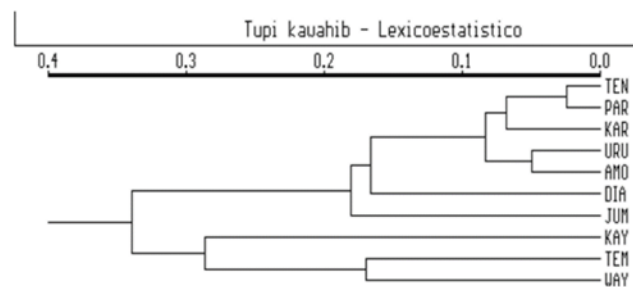 Tupi kauahib - Lexicoestatistico
0.4 0.3 0.2 0.1 0.0
TEN
PAR
KAR
URU
AMO
DIA
JUM
KAY
TEM
WAY